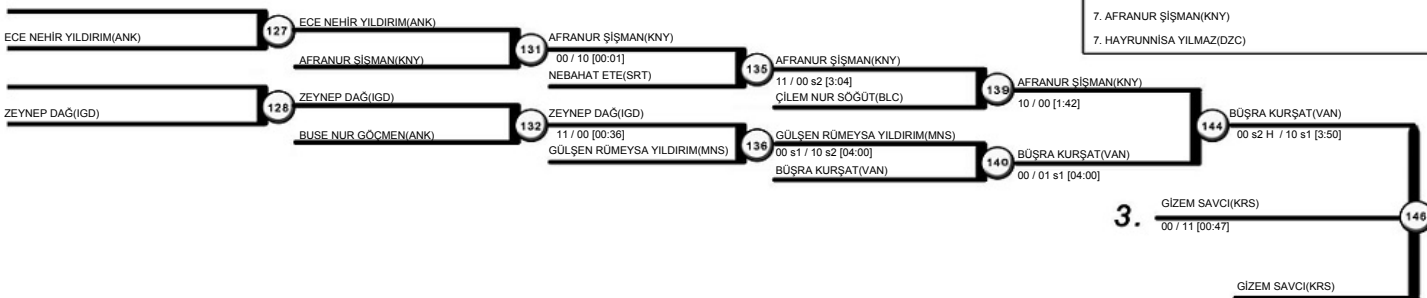 7. AFRANUR ŞİŞMAN(KNY)
7. HAYRUNNİSA YILMAZ(DZC)
ECE NEHİR YILDIRIM(ANK)
127
ECE NEHİR YILDIRIM(ANK)
AFRANUR ŞİŞMAN(KNY)
131
AFRANUR ŞİŞMAN(KNY)
00 / 10 [00:01]
NEBAHAT ETE(SRT)
135
AFRANUR ŞİŞMAN(KNY)
11 / 00 s2 [3:04]
ÇİLEM NUR SÖĞÜT(BLC)
139
AFRANUR ŞİŞMAN(KNY)
10 / 00 [1:42]
ZEYNEP DAĞ(IGD)
128
ZEYNEP DAĞ(IGD)
BUSE NUR GÖÇMEN(ANK)
132
ZEYNEP DAĞ(IGD)
11 / 00 [00:36]
GÜLŞEN RÜMEYSA YILDIRIM(MNS)
136
GÜLŞEN RÜMEYSA YILDIRIM(MNS)
00 s1 / 10 s2 [04:00]
BÜŞRA KURŞAT(VAN)
140
BÜŞRA KURŞAT(VAN)
00 / 01 s1 [04:00]
144
BÜŞRA KURŞAT(VAN)
00 s2 H / 10 s1 [3:50]
3.
GİZEM SAVCI(KRS)
00 / 11 [00:47]
146
GİZEM SAVCI(KRS)